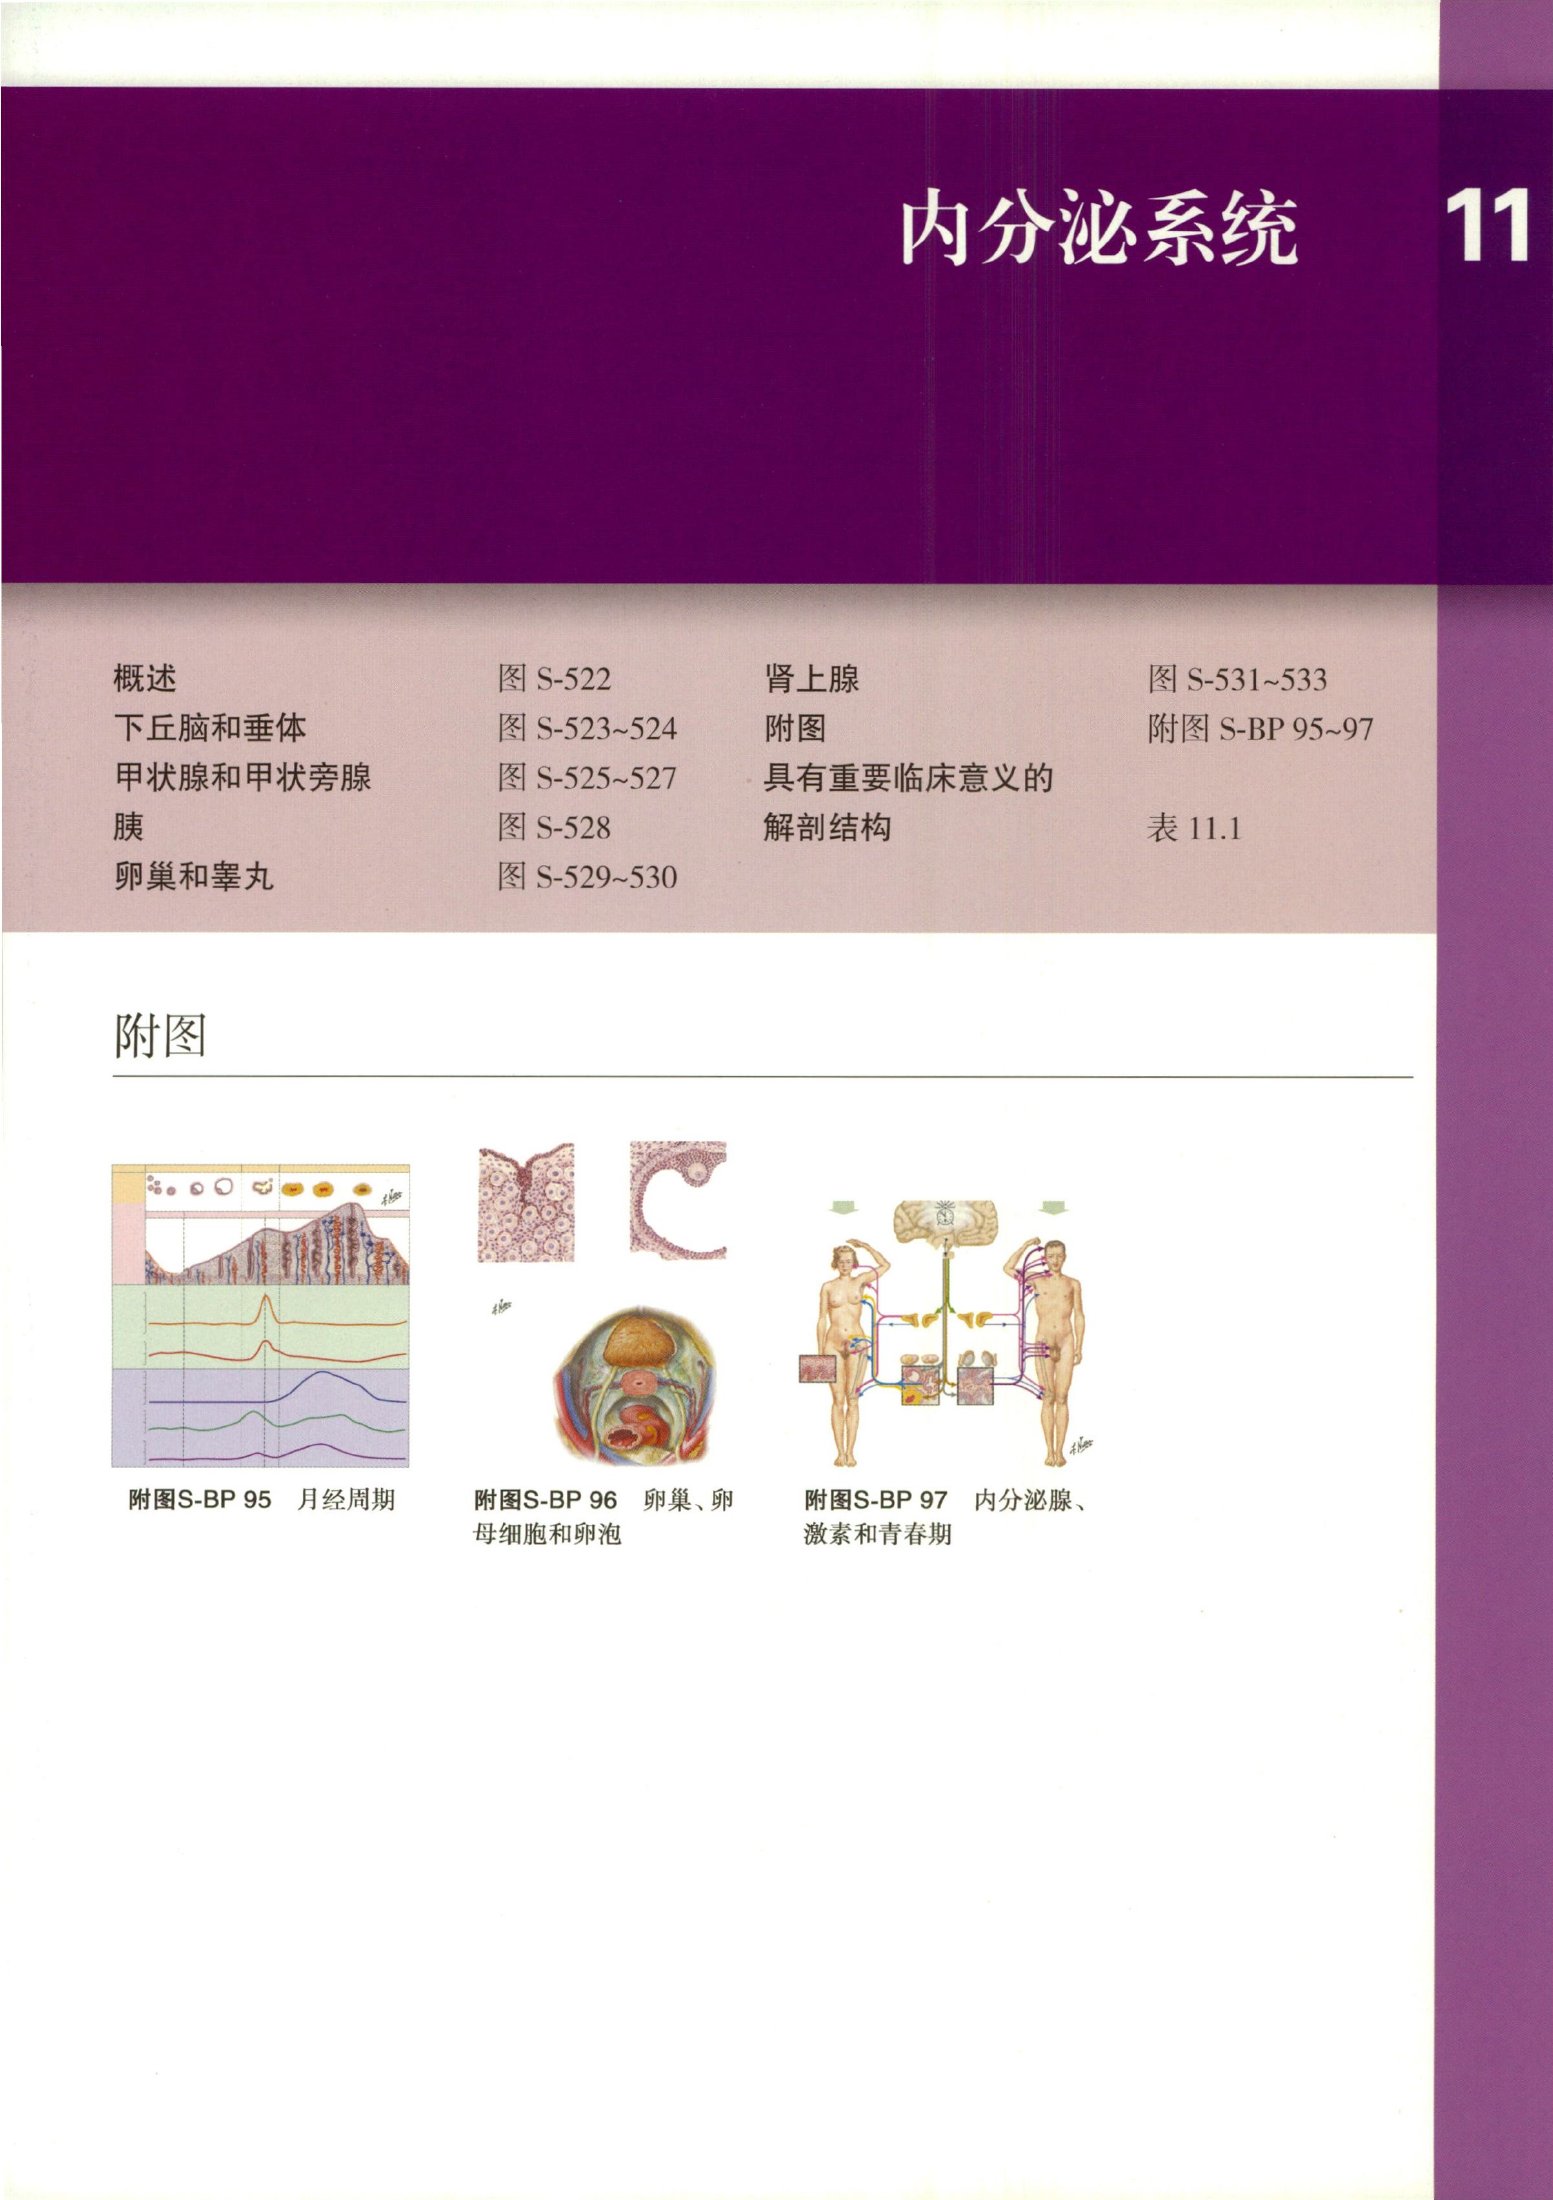 内分泌系统 11
概述 图 S-522
下丘脑和垂体 图 S-523~524
甲状腺和甲状旁腺 图 S-525~527
胰 图 S-528
卵巢和睾丸 图 S-529~530
肾上腺 图 S-531~533
附图 附图 S-BP 95~97
具有重要临床意义的
解剖结构 表 11.1
附图
附图S-BP 95 月经周期
附图S-BP 96 卵巢、卵
母细胞和卵泡
附图S-BP 97 内分泌腺、
激素和青春期